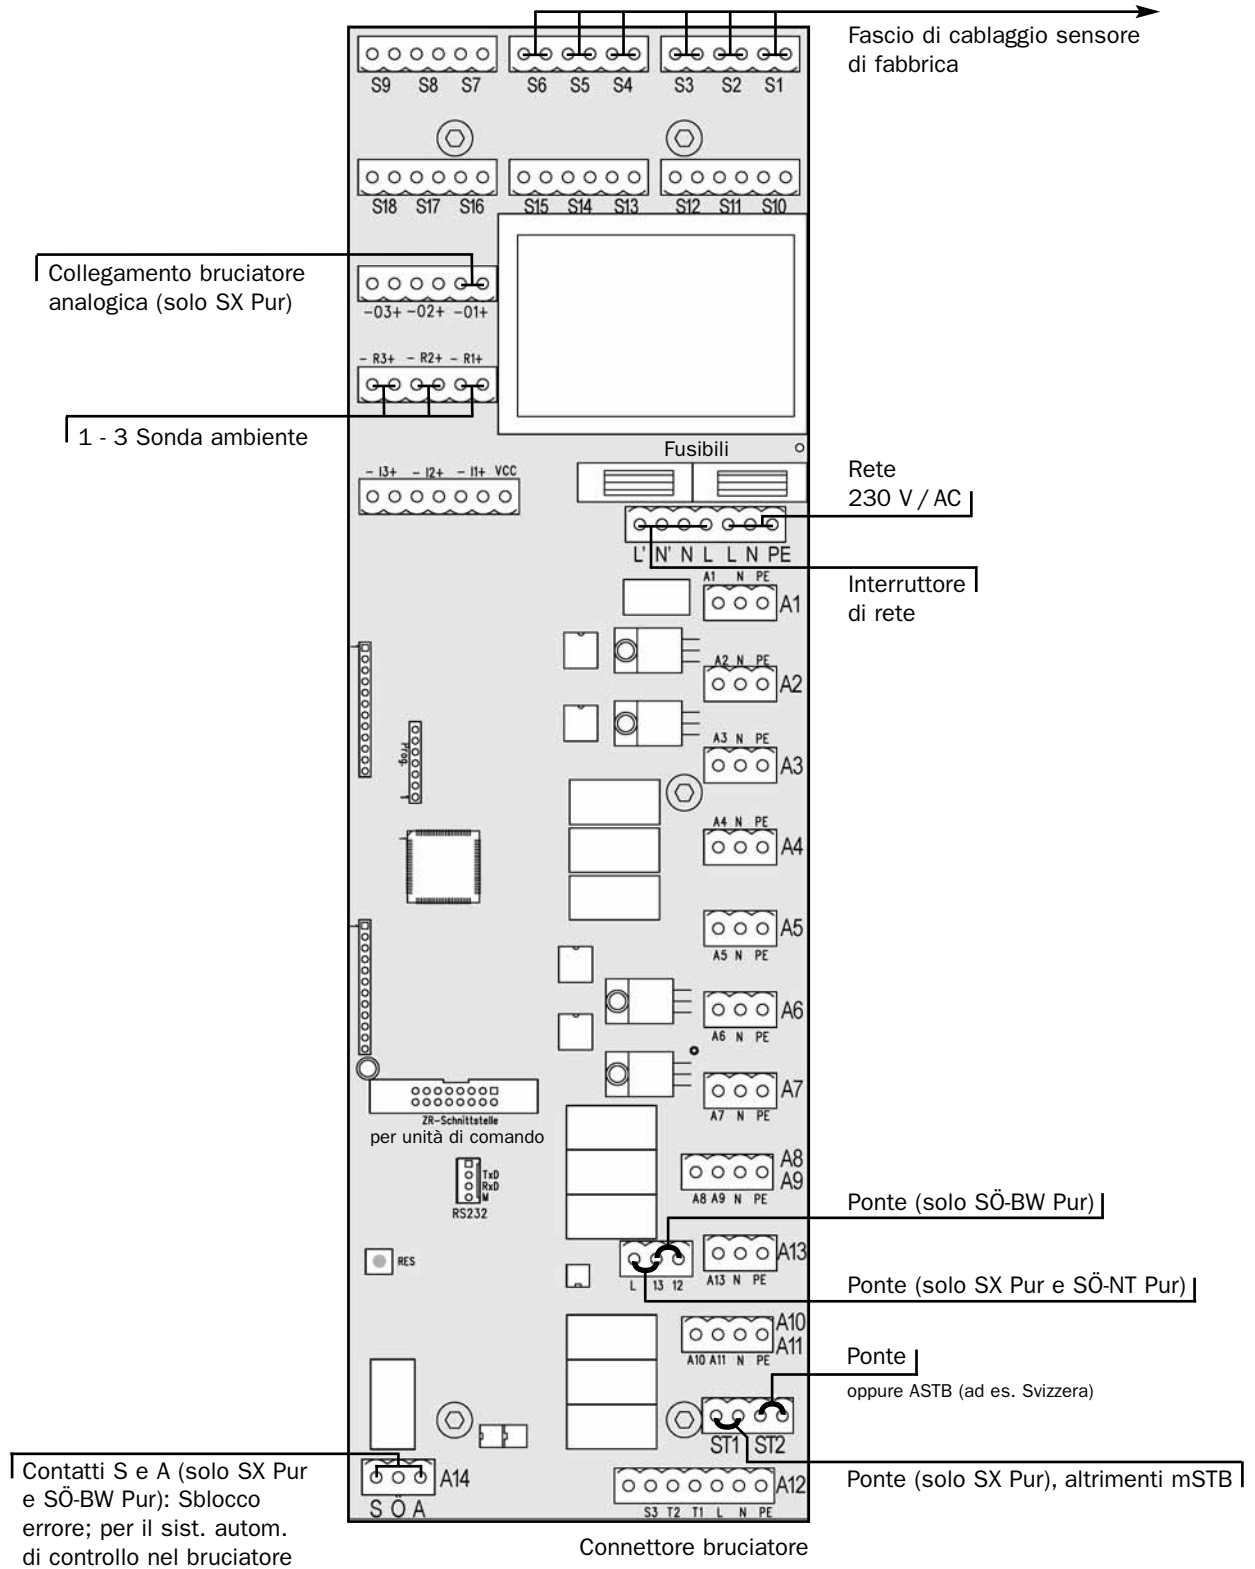 Fascio di cablaggio sensore
di fabbrica
S9 S8 S7 S6 S5 S4 S3 S2 S1
S18 S17 S16 S15 S14 S13 S12 S11 S10
Collegamento bruciatore
analogica (solo SX Pur)
-O3+ -O2+ -O1+
- R3+ - R2+ - R1+
1 - 3 Sonda ambiente
Fusibili
Rete
230 V / AC
- I3+ - I2+ - I1+ VCC
L' N' N L L N PE
Interruttore
di rete
A1 N PE
A1
A2 N PE
A2
A3 N PE
A3
Prog.
A4 N PE
A4
A5
A5 N PE
A6
A6 N PE
A7
A7 N PE
ZR-Schnittstelle
per unità di comando
A8
A9
A8 A9 N PE
TxD
RxD
M
RS232
Ponte (solo SÖ-BW Pur)
A13
RES
L 13 12
A13 N PE
Ponte (solo SX Pur e SÖ-NT Pur)
A10
A11
A10 A11 N PE
Ponte
oppure ASTB (ad es. Svizzera)
ST1 ST2
Contatti S e A (solo SX Pur
e SÖ-BW Pur): Sblocco
errore; per il sist. autom.
di controllo nel bruciatore
A14
S Ö A
Ponte (solo SX Pur), altrimenti mSTB
A12
S3 T2 T1 L N PE
Connettore bruciatore